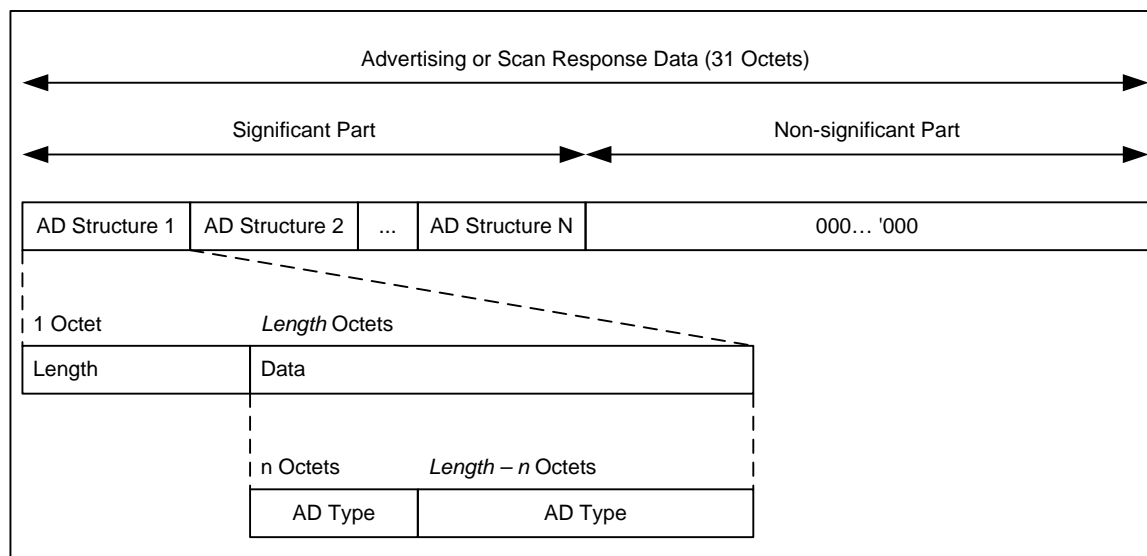 Advertising or Scan Response Data (31 Octets)
Significant Part
Non-significant Part
AD Structure 1
AD Structure 2
...
AD Structure N
000... '000
1 Octet
Length Octets
Length
Data
n Octets
Length – n Octets
AD Type
AD Type